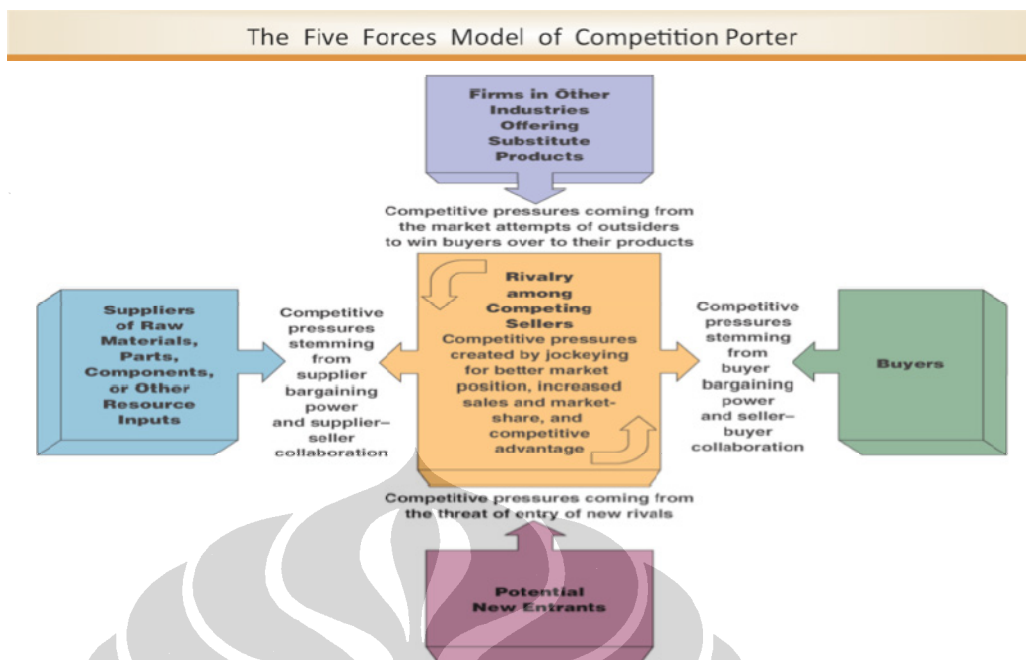 The Five Forces Model of Competition Porter
Firms in Other
Industries
Offering
Substitute
Products
Competitive pressures coming from
the market attempts of outsiders
to win buyers over to their products
Suppliers
of Raw
Materials,
Parts,
Components,
or Other
Resource
Inputs
Competitive
pressures
stemming
from
supplier
bargaining
power
and supplier–
seller
collaboration
Rivalry
among
Competing
Sellers
Competitive pressures
created by jockeying
for better market
position, increased
sales and market-
share, and
competitive
advantage
Competitive
pressures
stemming
from
buyer
bargaining
power
and seller–
buyer
collaboration
Buyers
Competitive pressures coming from
the threat of entry of new rivals
Potential
New Entrants